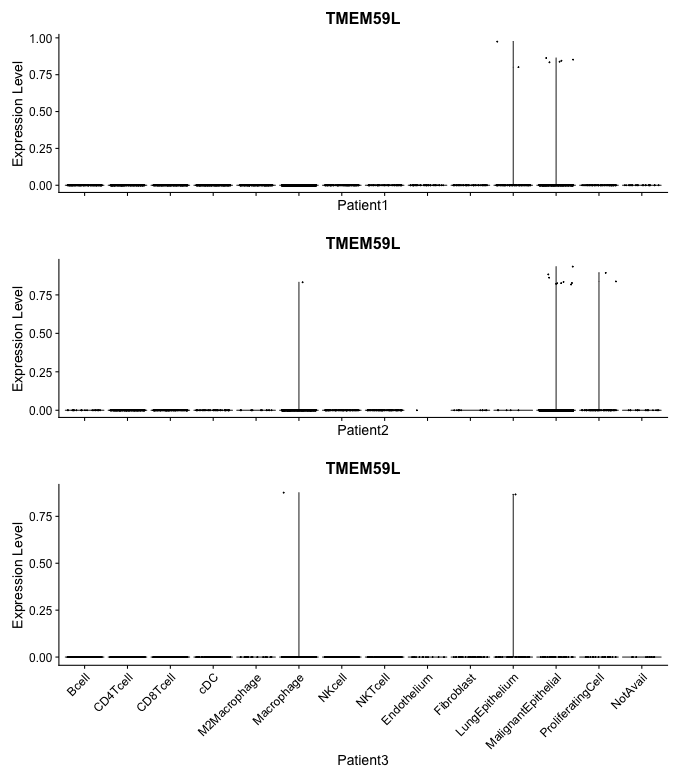 TMEM59L
Expression Level
1.00
0.75
0.50
0.25
0.00
Patient1
TMEM59L
Expression Level
0.75
0.50
0.25
0.00
Patient2
TMEM59L
Expression Level
0.75
0.50
0.25
0.00
Bcell
CD4Tcell
CD8Tcell
cDC
M2Macrophage
Macrophage
NKcell
NKTcell
Endothelium
Fibroblast
LungEpithelium
MalignantEpithelial
ProliferatingCell
NotAvail
Patient3